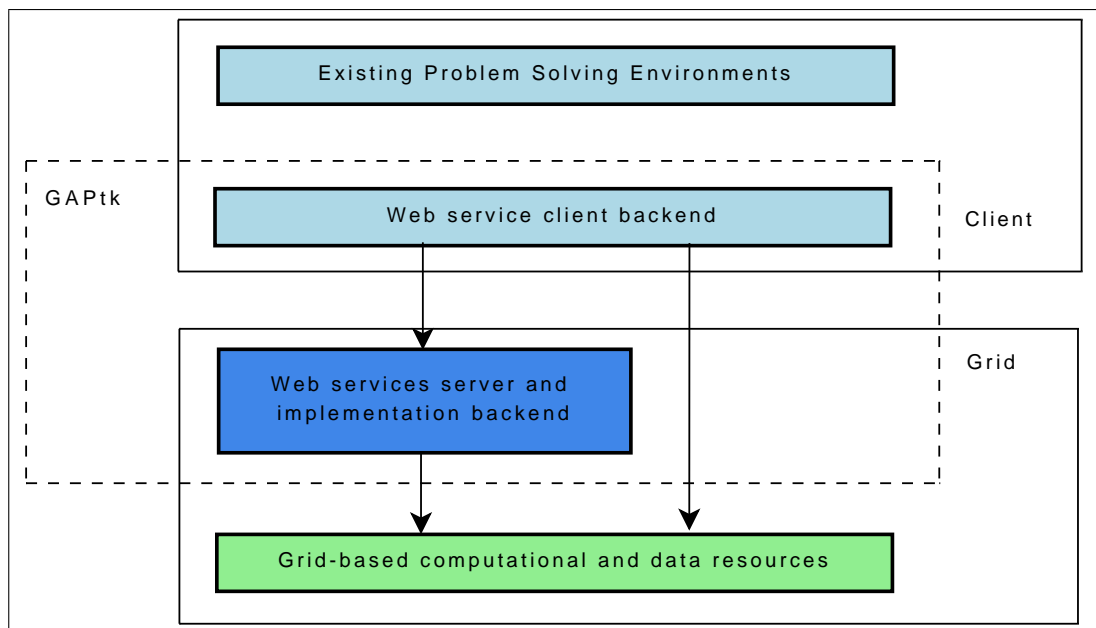 Existing Problem Solving Environments
GAPtk
Web service client backend
Client
Web services server and
implementation backend
Grid
Grid-based computational and data resources